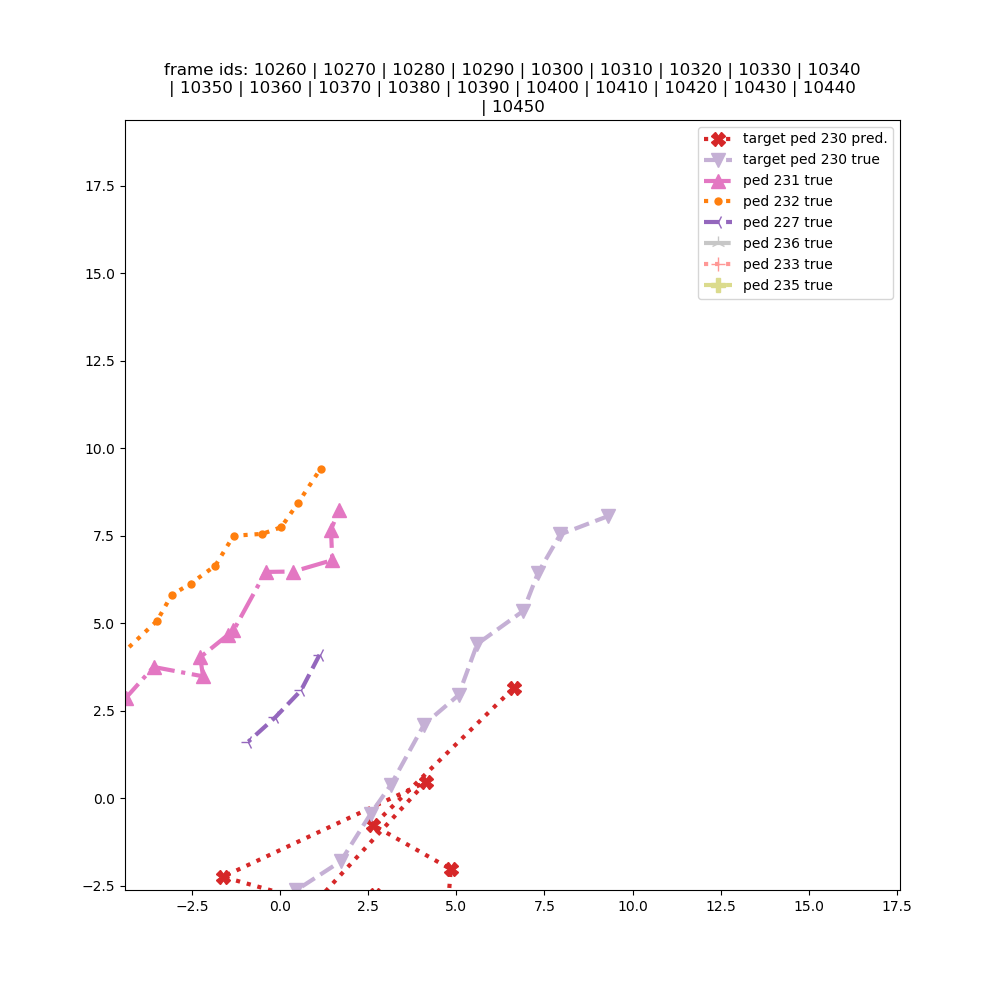 frame ids: 10260 | 10270 | 10280 | 10290 | 10300 | 10310 | 10320 | 10330 | 10340
| 10350 | 10360 | 10370 | 10380 | 10390 | 10400 | 10410 | 10420 | 10430 | 10440
| 10450
target ped 230 pred.
target ped 230 true
ped 231 true
ped 232 true
ped 227 true
ped 236 true
ped 233 true
ped 235 true
17.5
15.0
12.5
10.0
7.5
5.0
2.5
0.0
−2.5
−2.5 0.0 2.5 5.0 7.5 10.0 12.5 15.0 17.5